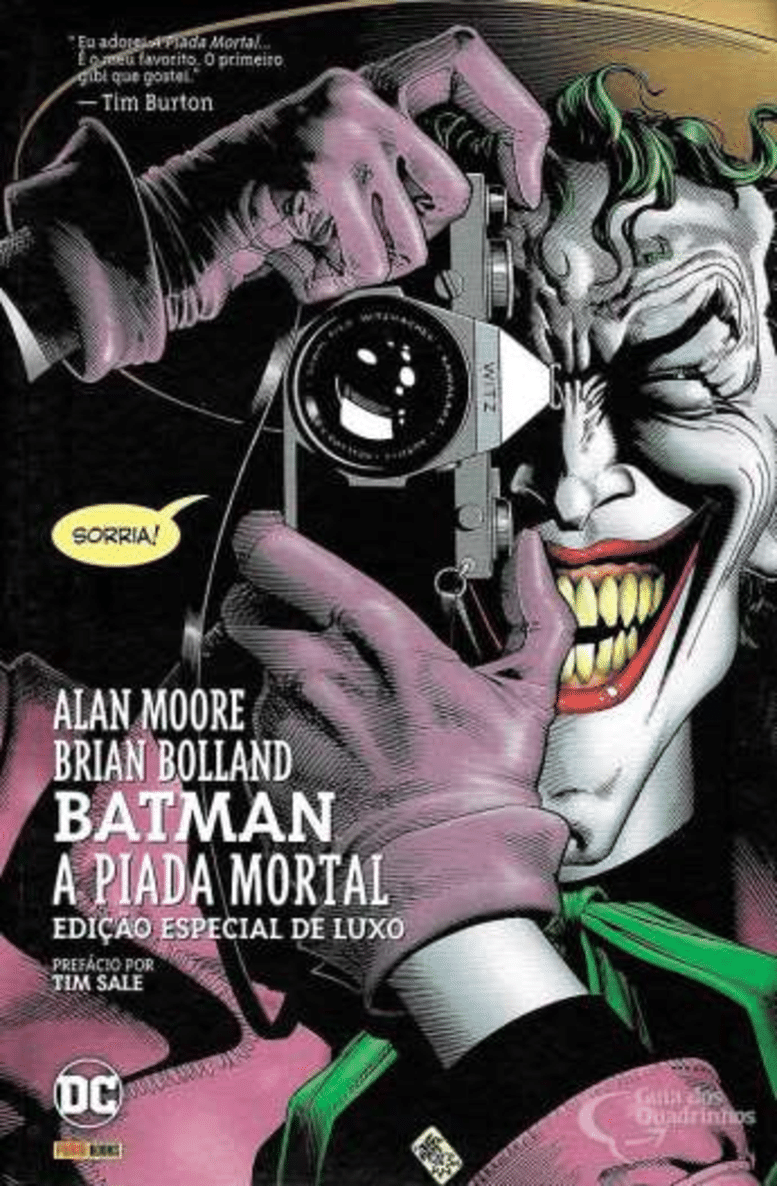 "Eu adorei A Piada Mortal...
É o meu favorito. O primeiro
gibi que gostei."
— Tim Burton
WITZ
SORRIA!
ALAN MOORE
BRIAN BOLLAND
BATMAN
A PIADA MORTAL
EDIÇÃO ESPECIAL DE LUXO
PREFÁCIO POR
TIM SALE
DC
Guia dos
Quadrinhos